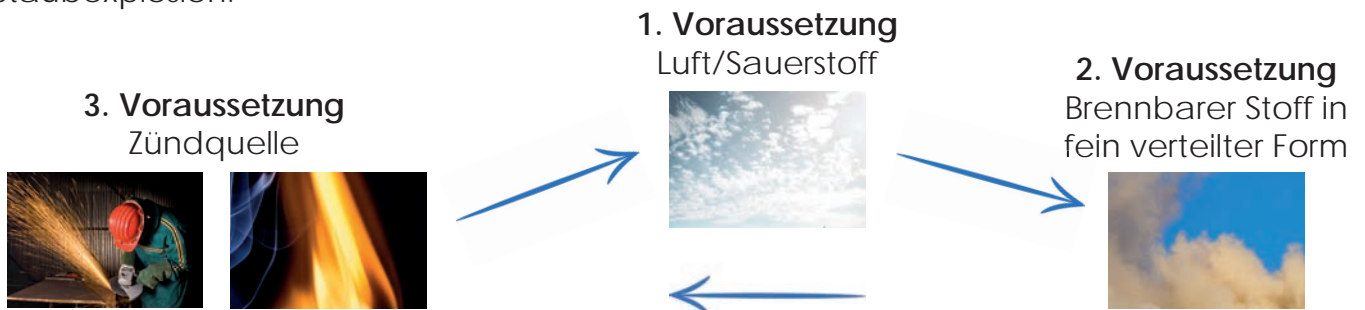 1. Voraussetzung
Luft/Sauerstoff
2. Voraussetzung
Brennbarer Stoff in
fein verteilter Form
3. Voraussetzung
Zündquelle